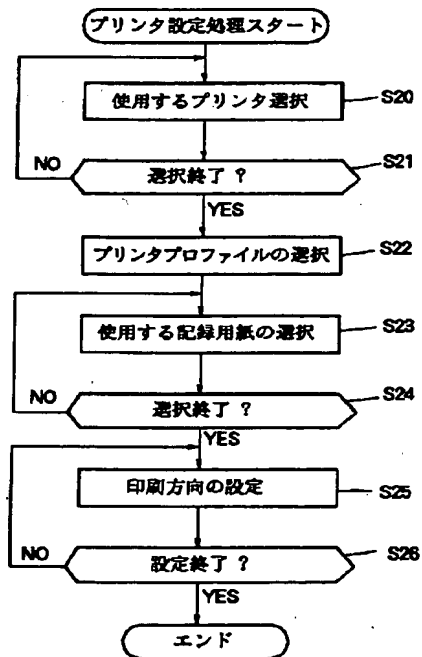 プリンタ設定処理スタート
使用するプリンタ選択
S20
選択終了 ?
S21
NO
YES
プリンタプロファイルの選択
S22
使用する記録用紙の選択
S23
選択終了 ?
S24
NO
YES
印刷方向の設定
S25
設定終了 ?
S26
NO
YES
エンド